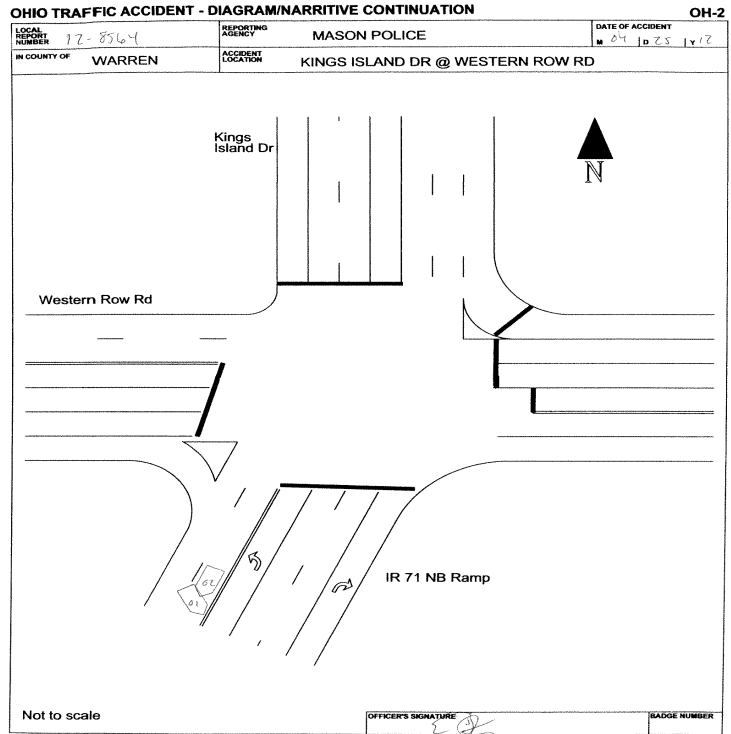 OHIO TRAFFIC ACCIDENT - DIAGRAM/NARRITIVE CONTINUATION OH-2
LOCAL REPORT NUMBER 12-8564
REPORTING AGENCY MASON POLICE
DATE OF ACCIDENT
M 04 D 25 Y 12
IN COUNTY OF WARREN
ACCIDENT LOCATION KINGS ISLAND DR @ WESTERN ROW RD
Kings
Island Dr
N
Western Row Rd
02
01
IR 71 NB Ramp
Not to scale
OFFICER'S SIGNATURE
BADGE NUMBER